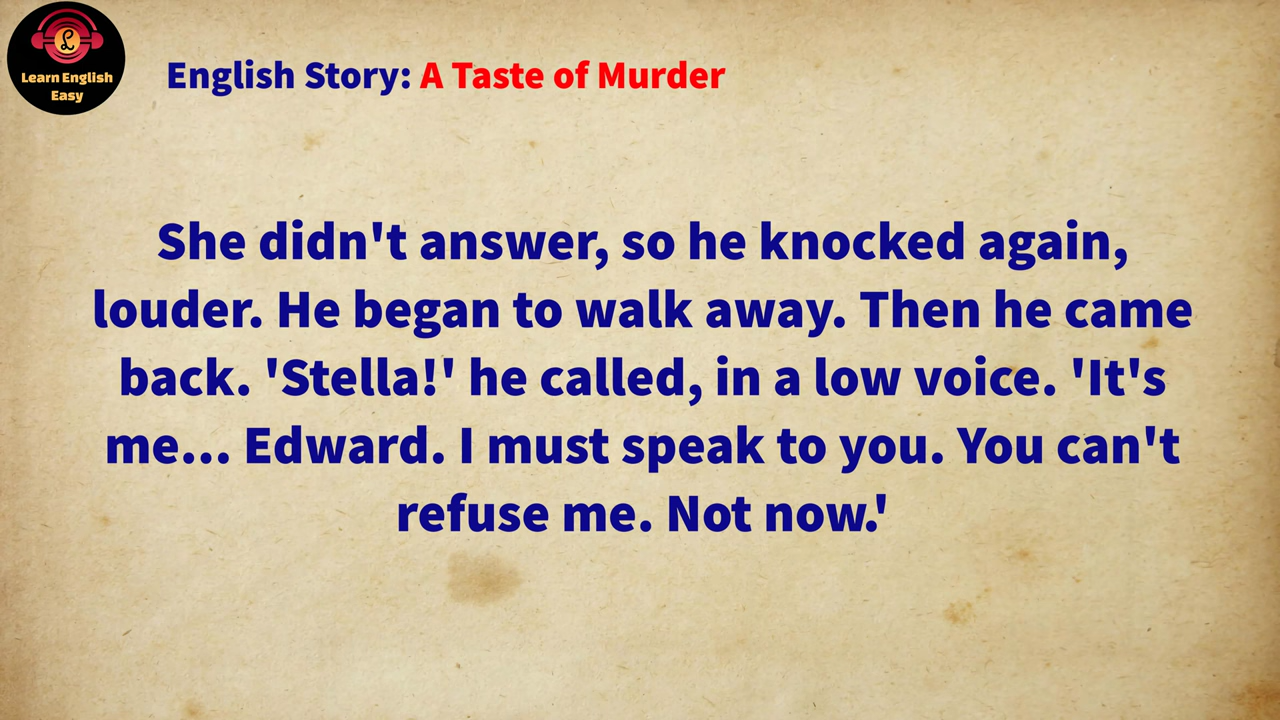 Learn English
Easy
English Story: A Taste of Murder
She didn't answer, so he knocked again,
louder. He began to walk away. Then he came
back. 'Stella!' he called, in a low voice. 'It's
me... Edward. I must speak to you. You can't
refuse me. Not now.'